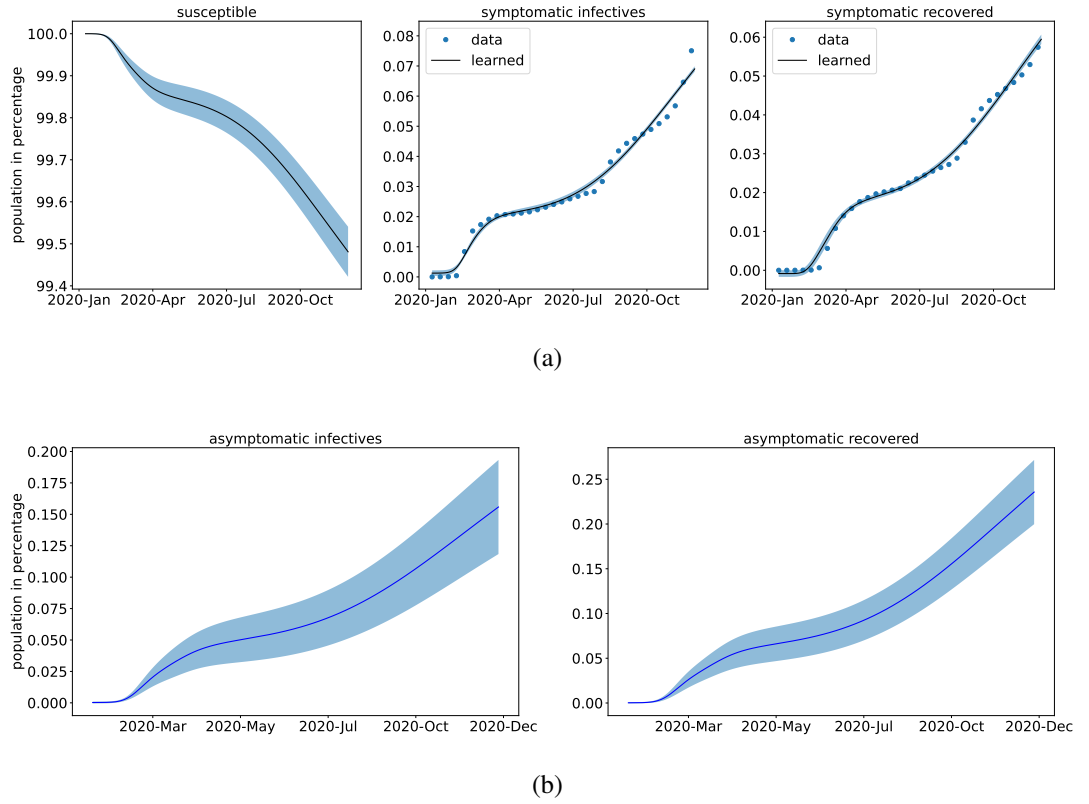 susceptible
symptomatic infectives
symptomatic recovered
population in percentage
100.0
99.9
99.8
99.7
99.6
99.5
99.4
2020-Jan 2020-Apr 2020-Jul 2020-Oct
data
learned
0.08
0.07
0.06
0.05
0.04
0.03
0.02
0.01
0.00
2020-Jan 2020-Apr 2020-Jul 2020-Oct
data
learned
0.06
0.05
0.04
0.03
0.02
0.01
0.00
2020-Jan 2020-Apr 2020-Jul 2020-Oct
(a)
asymptomatic infectives
asymptomatic recovered
population in percentage
0.200
0.175
0.150
0.125
0.100
0.075
0.050
0.025
0.000
2020-Mar 2020-May 2020-Jul 2020-Oct 2020-Dec
0.25
0.20
0.15
0.10
0.05
0.00
2020-Mar 2020-May 2020-Jul 2020-Oct 2020-Dec
(b)